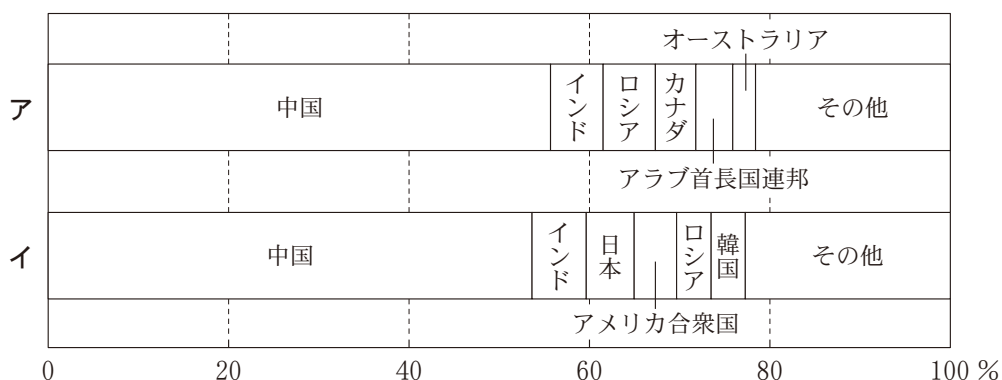 オーストラリア
ア
中国
インド
ロシア
カナダ
その他
アラブ首長国連邦
イ
中国
インド
日本
ロシア
韓国
その他
アメリカ合衆国
0 20 40 60 80 100 %